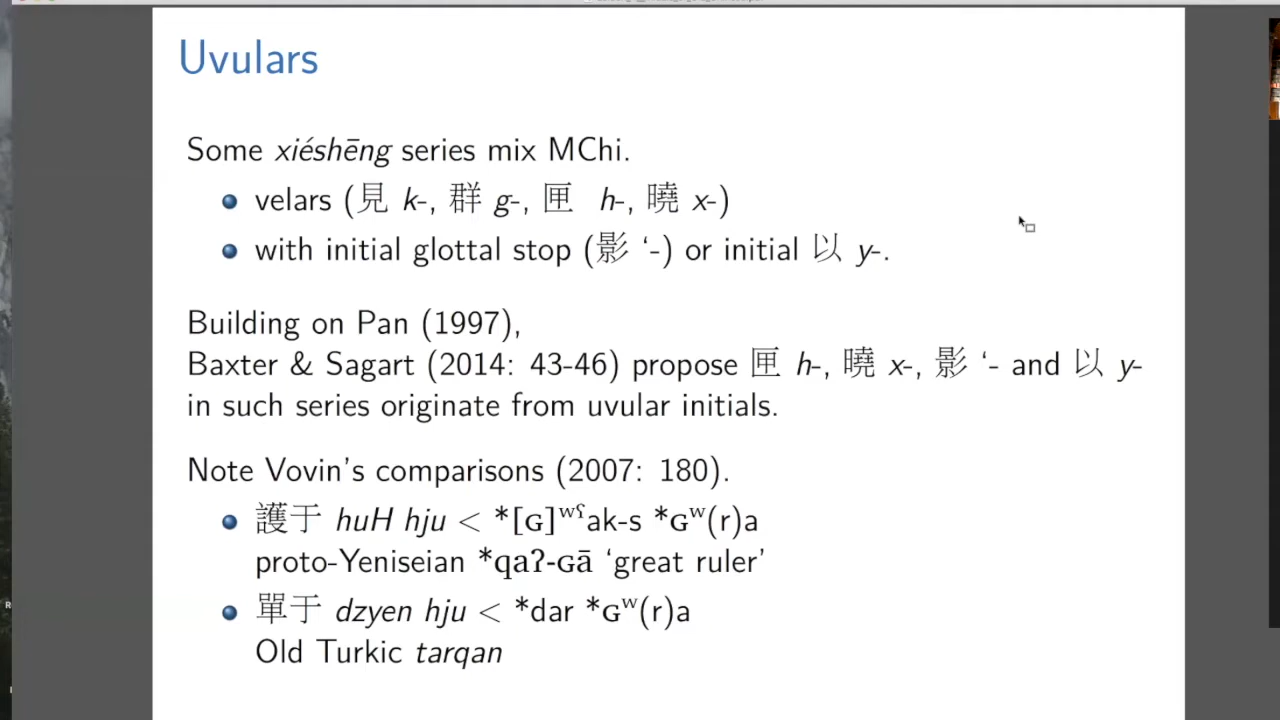 Uvulars
Some xiéshēng series mix MChi.
velars (見 k-, 群 g-, 匣 h-, 曉 x-)
with initial glottal stop (影 ʻ-) or initial 以 y-.
Building on Pan (1997),
Baxter & Sagart (2014: 43-46) propose 匣 h-, 曉 x-, 影 ʻ- and 以 y-
in such series originate from uvular initials.
Note Vovin's comparisons (2007: 180).
護于 huH hju < *[ɢ]ʷˤak-s *ɢʷ(r)a
proto-Yeniseian *qaʔ-ɢā ‘great ruler’
單于 dzyen hju < *dar *ɢʷ(r)a
Old Turkic tarqan